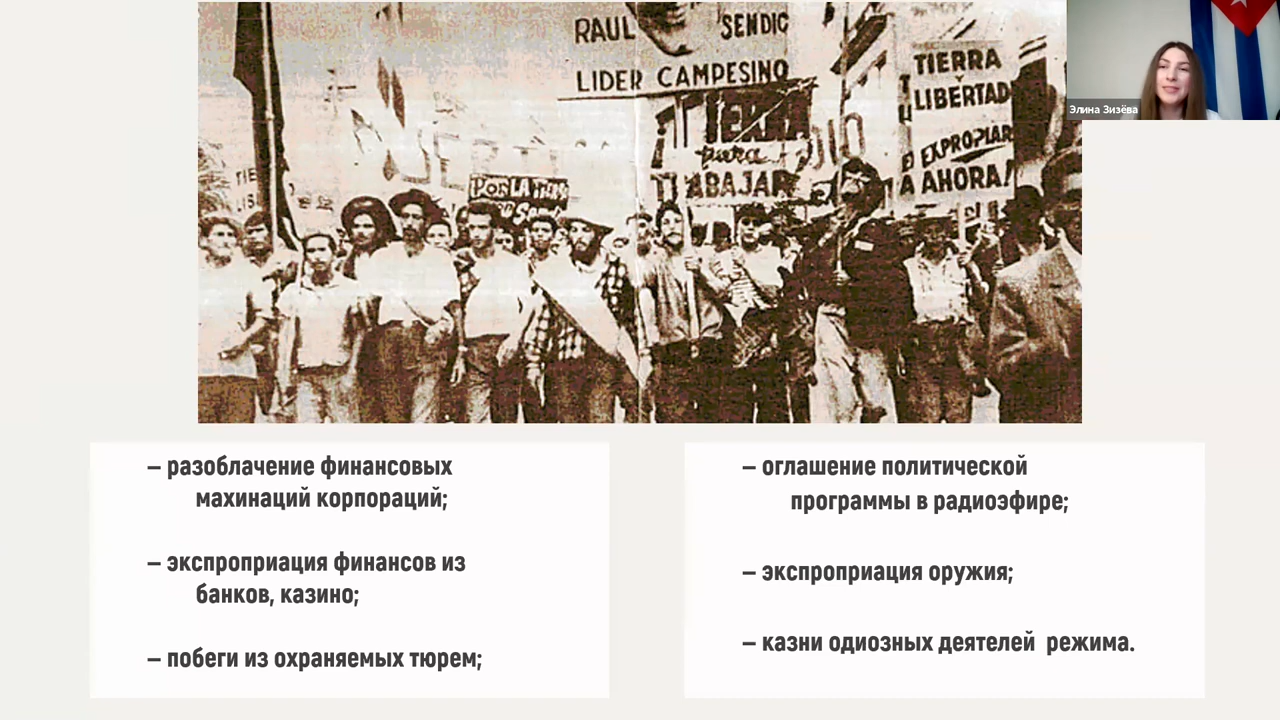 RAUL SENDIC
LIDER CAMPESINO
TIERRA
para
TRABAJAR
TIERRA
Y
LIBERTAD
EXPROPIAR
AHORA!
POR LA
Элина Зизёва
– разоблачение финансовых
махинаций корпораций;
– экспроприация финансов из
банков, казино;
– побеги из охраняемых тюрем;
– оглашение политической
программы в радиоэфире;
– экспроприация оружия;
– казни одиозных деятелей режима.